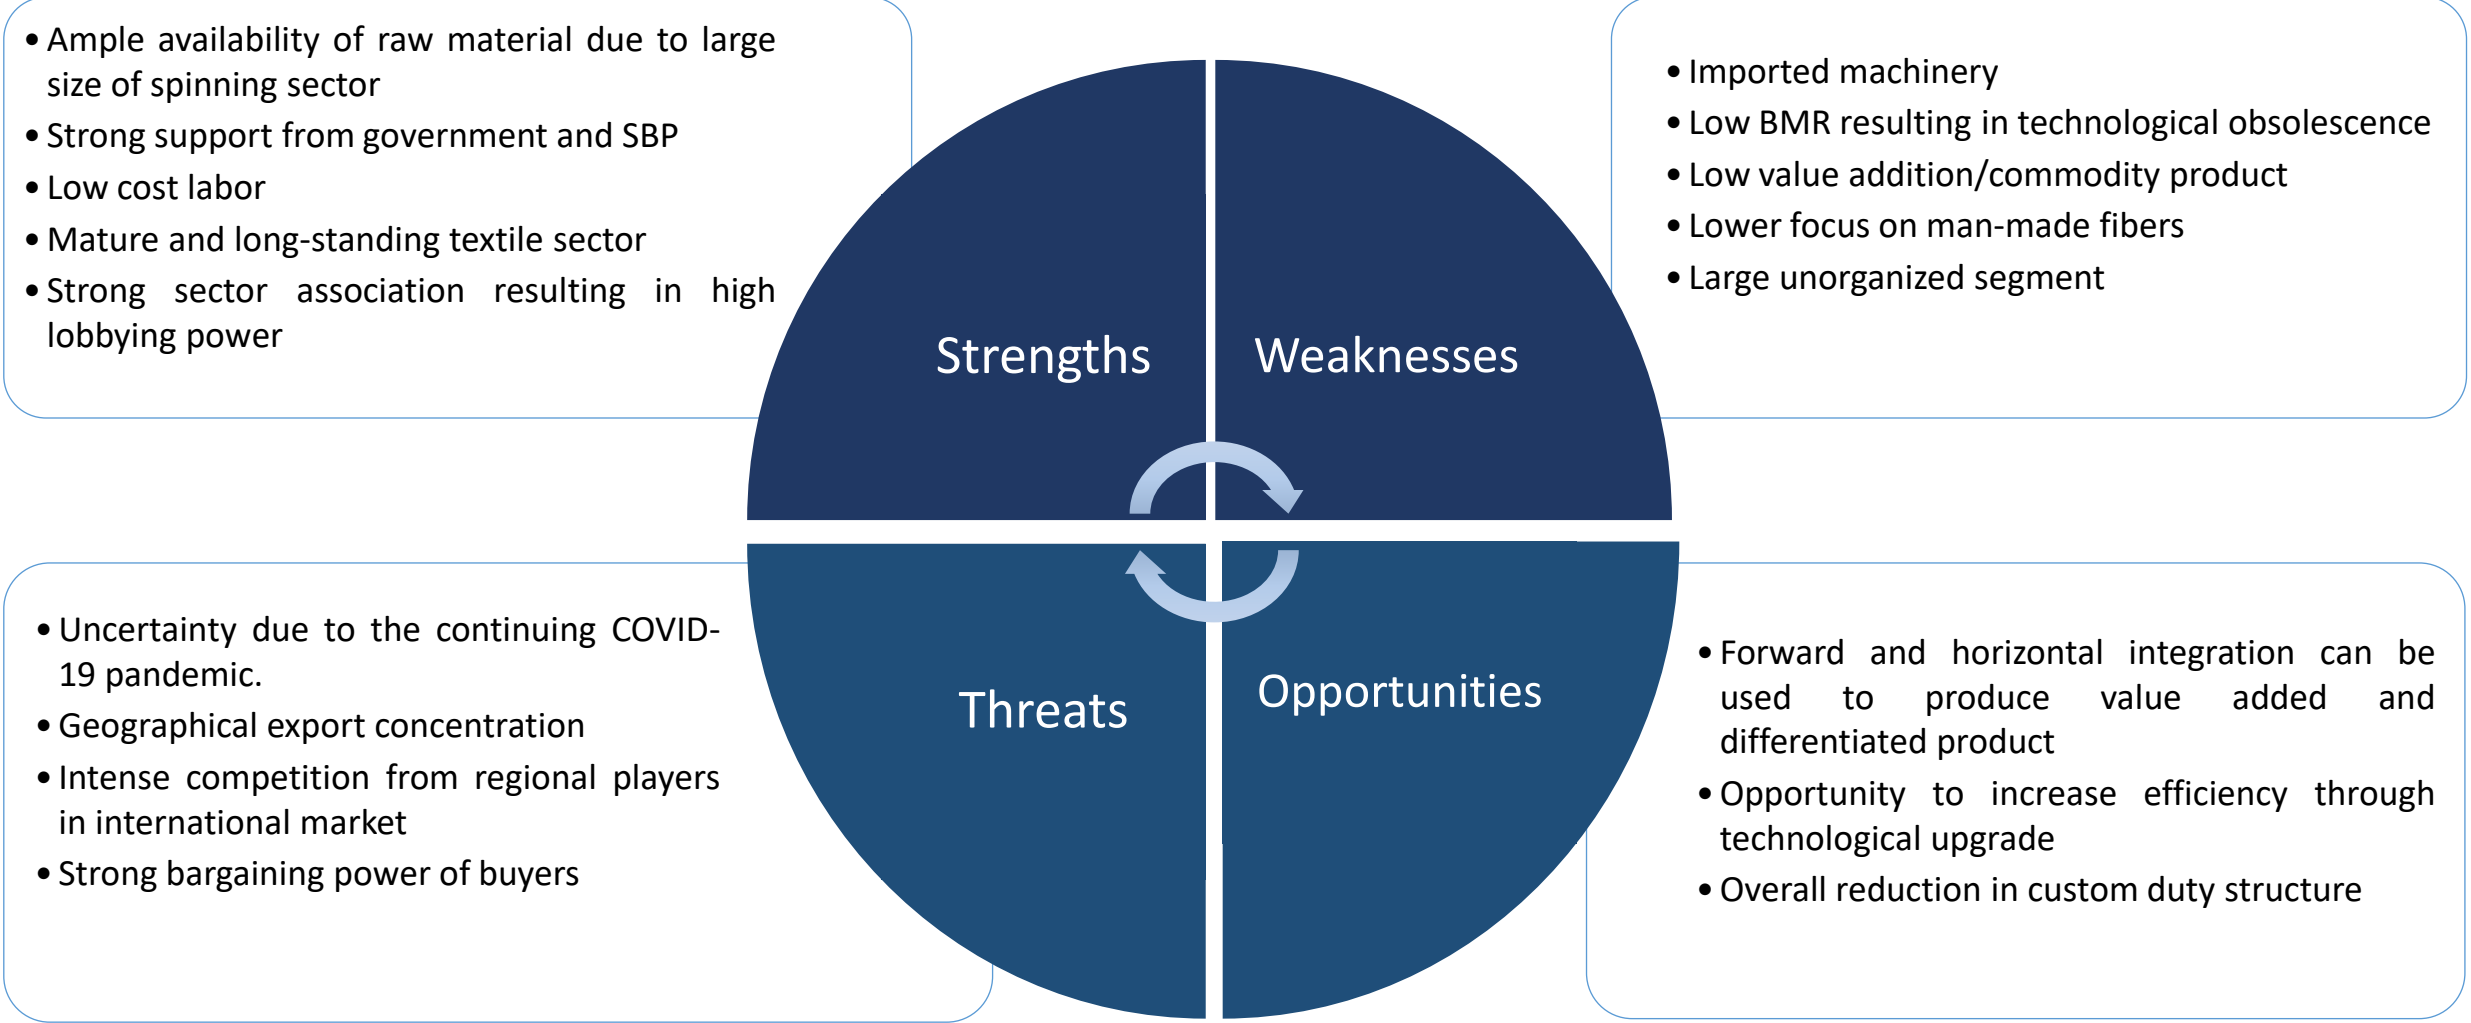 • Ample availability of raw material due to large
size of spinning sector
• Strong support from government and SBP
• Low cost labor
• Mature and long-standing textile sector
• Strong sector association resulting in high
lobbying power
Strengths
Weaknesses
• Imported machinery
• Low BMR resulting in technological obsolescence
• Low value addition/commodity product
• Lower focus on man-made fibers
• Large unorganized segment
• Uncertainty due to the continuing COVID-
19 pandemic.
• Geographical export concentration
• Intense competition from regional players
in international market
• Strong bargaining power of buyers
Threats
Opportunities
• Forward and horizontal integration can be
used to produce value added and
differentiated product
• Opportunity to increase efficiency through
technological upgrade
• Overall reduction in custom duty structure